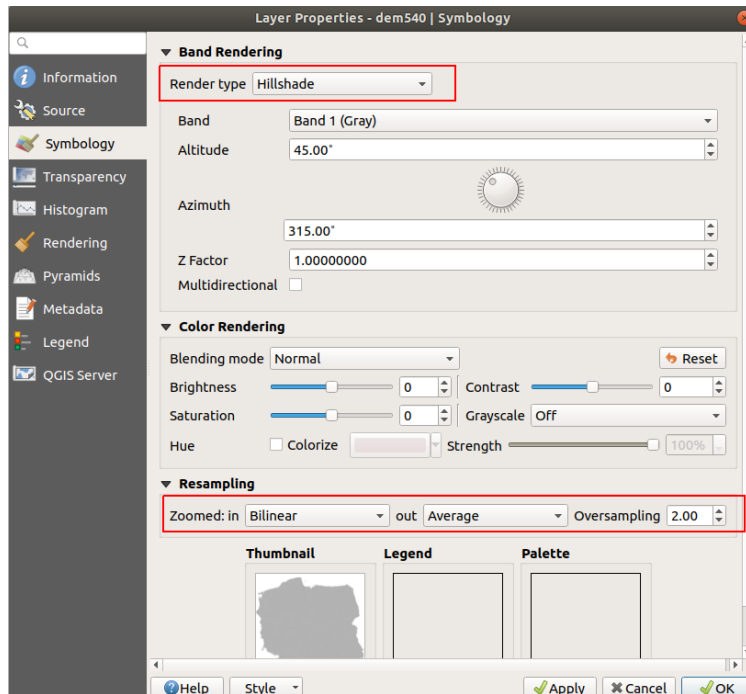 Layer Properties - dem540 | Symbology
Information
Source
Symbology
Transparency
Histogram
Rendering
Pyramids
Metadata
Legend
QGIS Server
Band Rendering
Render type Hillshade
Band Band 1 (Gray)
Altitude 45.00°
Azimuth
315.00°
Z Factor 1.00000000
Multidirectional
Color Rendering
Blending mode Normal Reset
Brightness 0 Contrast 0
Saturation 0 Grayscale Off
Hue Colorize Strength 100%
Resampling
Zoomed: in Bilinear out Average Oversampling 2.00
Thumbnail Legend Palette
Help Style Apply Cancel OK